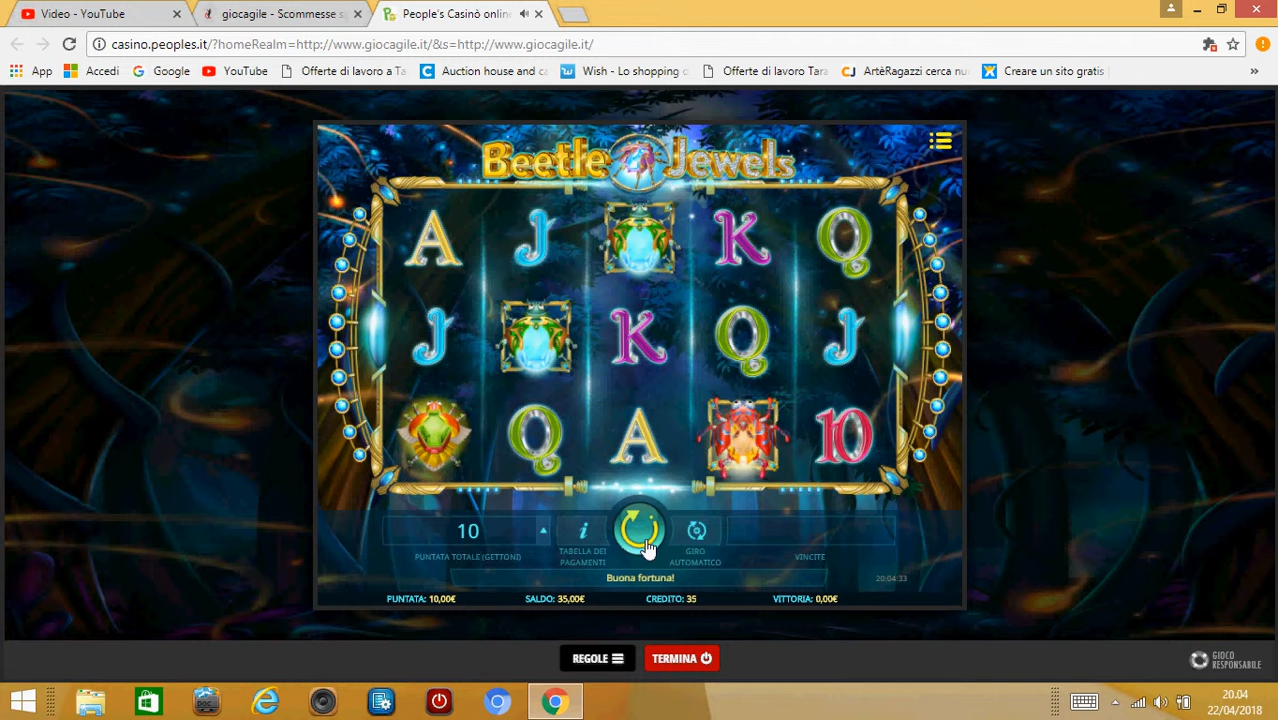 Video - YouTube
giocagile - Scommesse s
People's Casinò online
casino.peoples.it/?homeRealm=http://www.giocagile.it/&s=http://www.giocagile.it/
App
Accedi
Google
YouTube
Offerte di lavoro a Ta
Auction house and ca
Wish - Lo shopping
Offerte di lavoro Tara
ArtèRagazzi cerca nu
Creare un sito gratis
»
Beetle Jewels
A J K Q
J K Q J
Q A 10
10
TABELLA DEI PAGAMENTI
GIRO AUTOMATICO
PUNTATA TOTALE (GETTONI)
VINCITE
Buona fortuna!
20:04:33
PUNTATA: 10,00€ SALDO: 35,00€ CREDITO: 35 VITTORIA: 0,00€
REGOLE
TERMINA
GIOCO
RESPONSABILE
DOC
20.04
22/04/2018